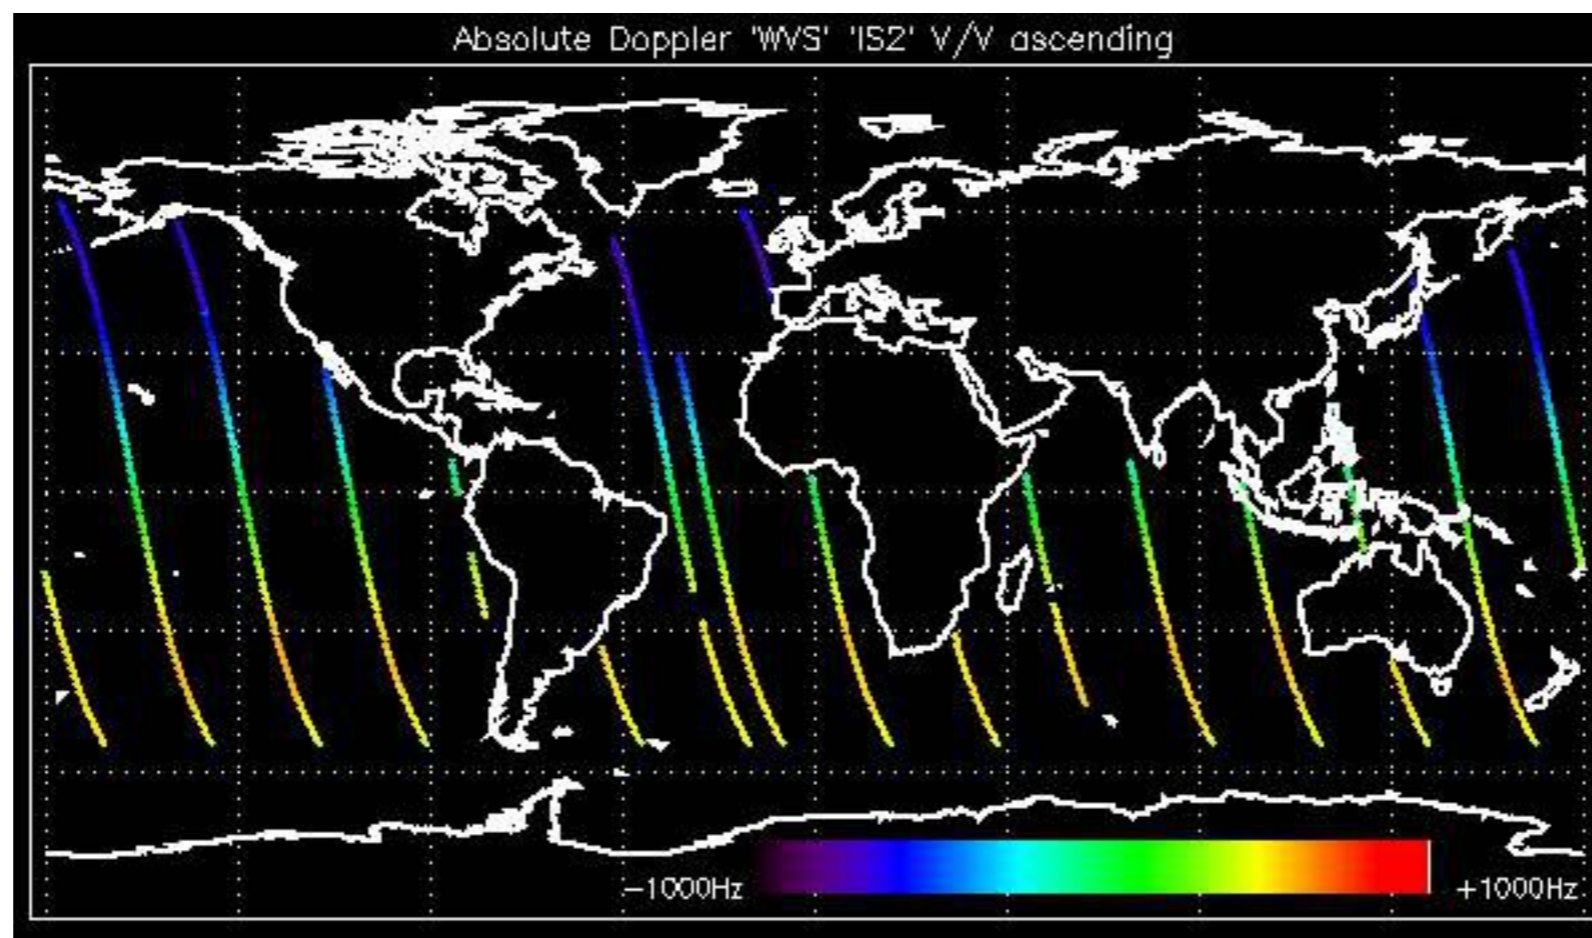 Absolute Doppler 'WVS' 'IS2' V/V ascending
-1000Hz +1000Hz